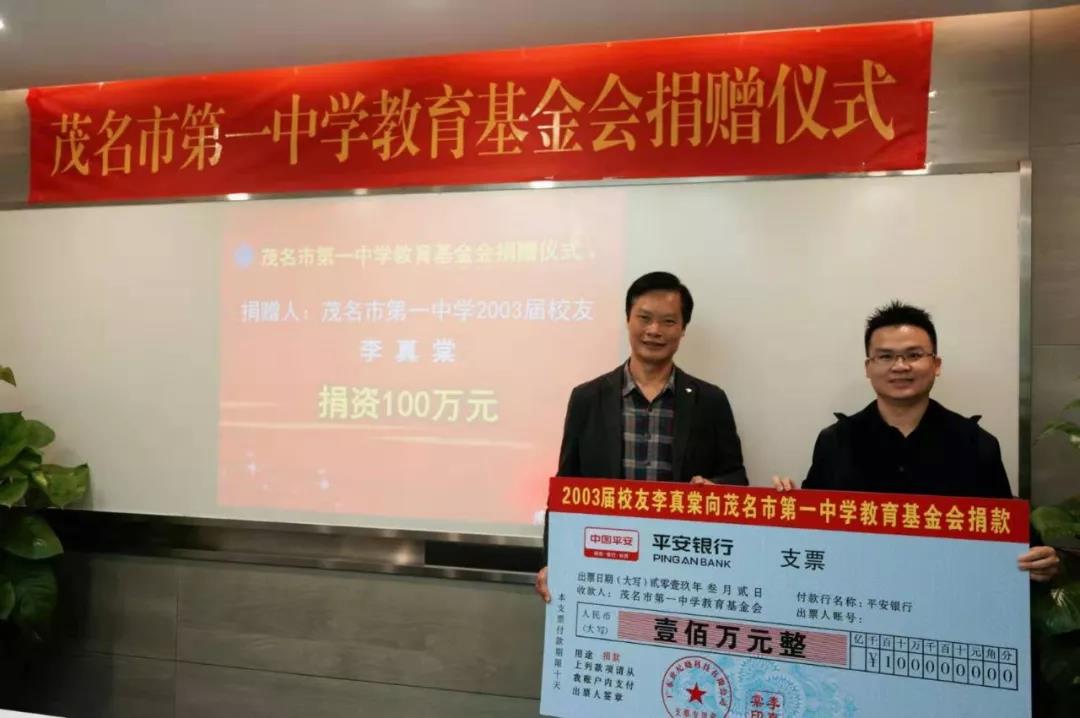 茂名市第一中学教育基金会捐赠仪式
茂名市第一中学教育基金会捐赠仪式
捐赠人：茂名市第一中学2003届校友
李真棠
捐资100万元
2003届校友李真棠向茂名市第一中学教育基金会捐款
中国平安
平安银行
PING AN BANK
支票
出票日期（大写）贰零壹玖年 叁月贰日
付款行名称：平安银行
收款人：茂名市第一中学教育基金会
出票人账号：
人民币
（大写）
壹佰万元整
亿千百十万千百十元角分
¥100000000
用途 捐款
上列款项请从
我账户内支付
出票人签章
本支票付款期限十天